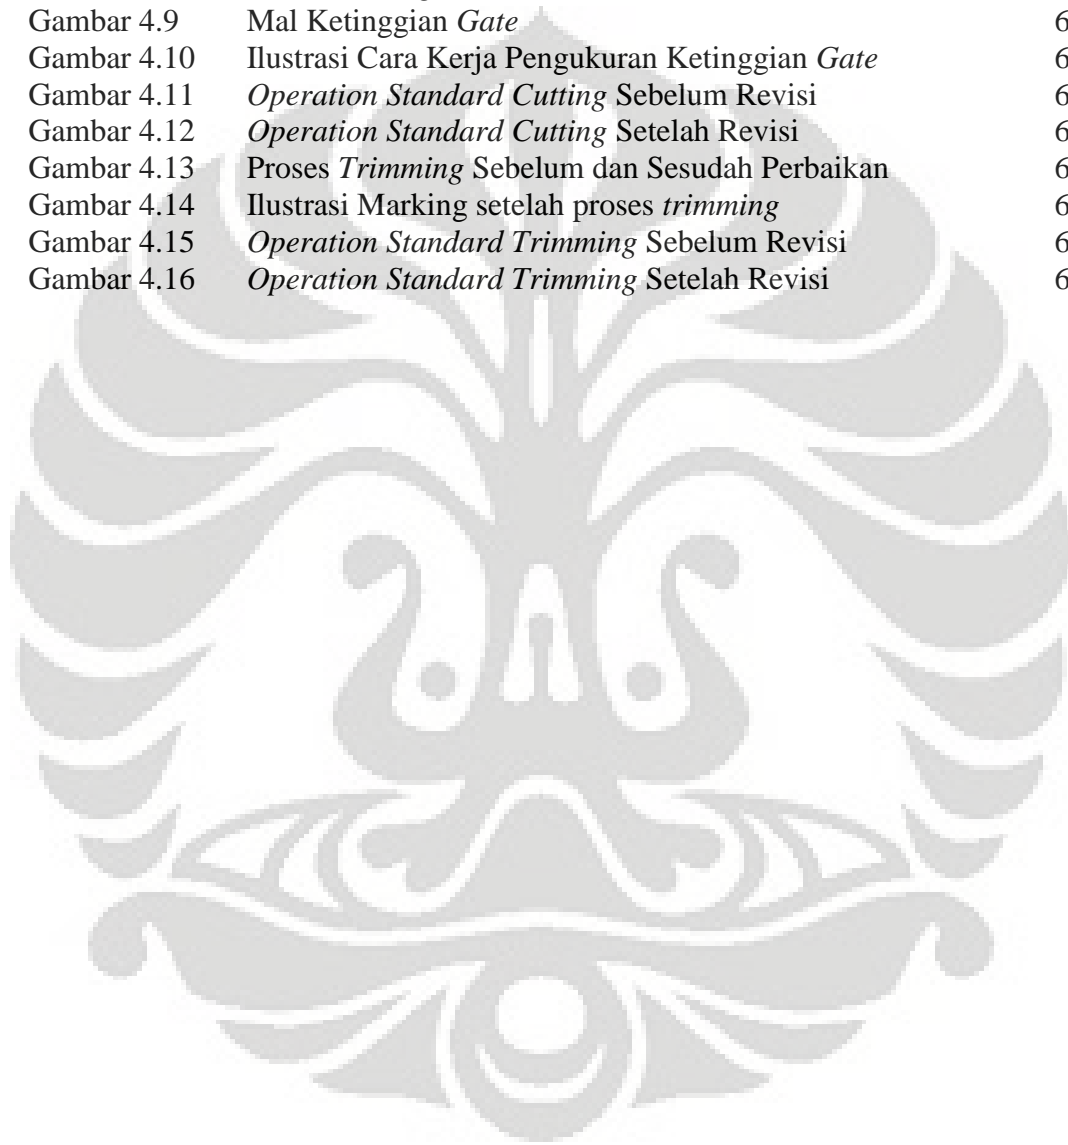 Gambar 4.9 Mal Ketinggian Gate 6
Gambar 4.10 Ilustrasi Cara Kerja Pengukuran Ketinggian Gate 6
Gambar 4.11 Operation Standard Cutting Sebelum Revisi 6
Gambar 4.12 Operation Standard Cutting Setelah Revisi 6
Gambar 4.13 Proses Trimming Sebelum dan Sesudah Perbaikan 6
Gambar 4.14 Ilustrasi Marking setelah proses trimming 6
Gambar 4.15 Operation Standard Trimming Sebelum Revisi 6
Gambar 4.16 Operation Standard Trimming Setelah Revisi 6